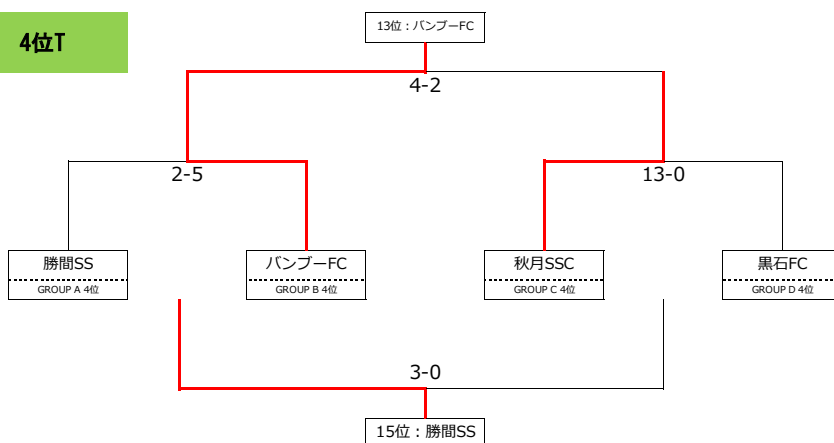 4位T
13位：バンブーFC
4-2
2-5
13-0
勝間SS
GROUP A 4位
バンブーFC
GROUP B 4位
秋月SSC
GROUP C 4位
黒石FC
GROUP D 4位
3-0
15位：勝間SS